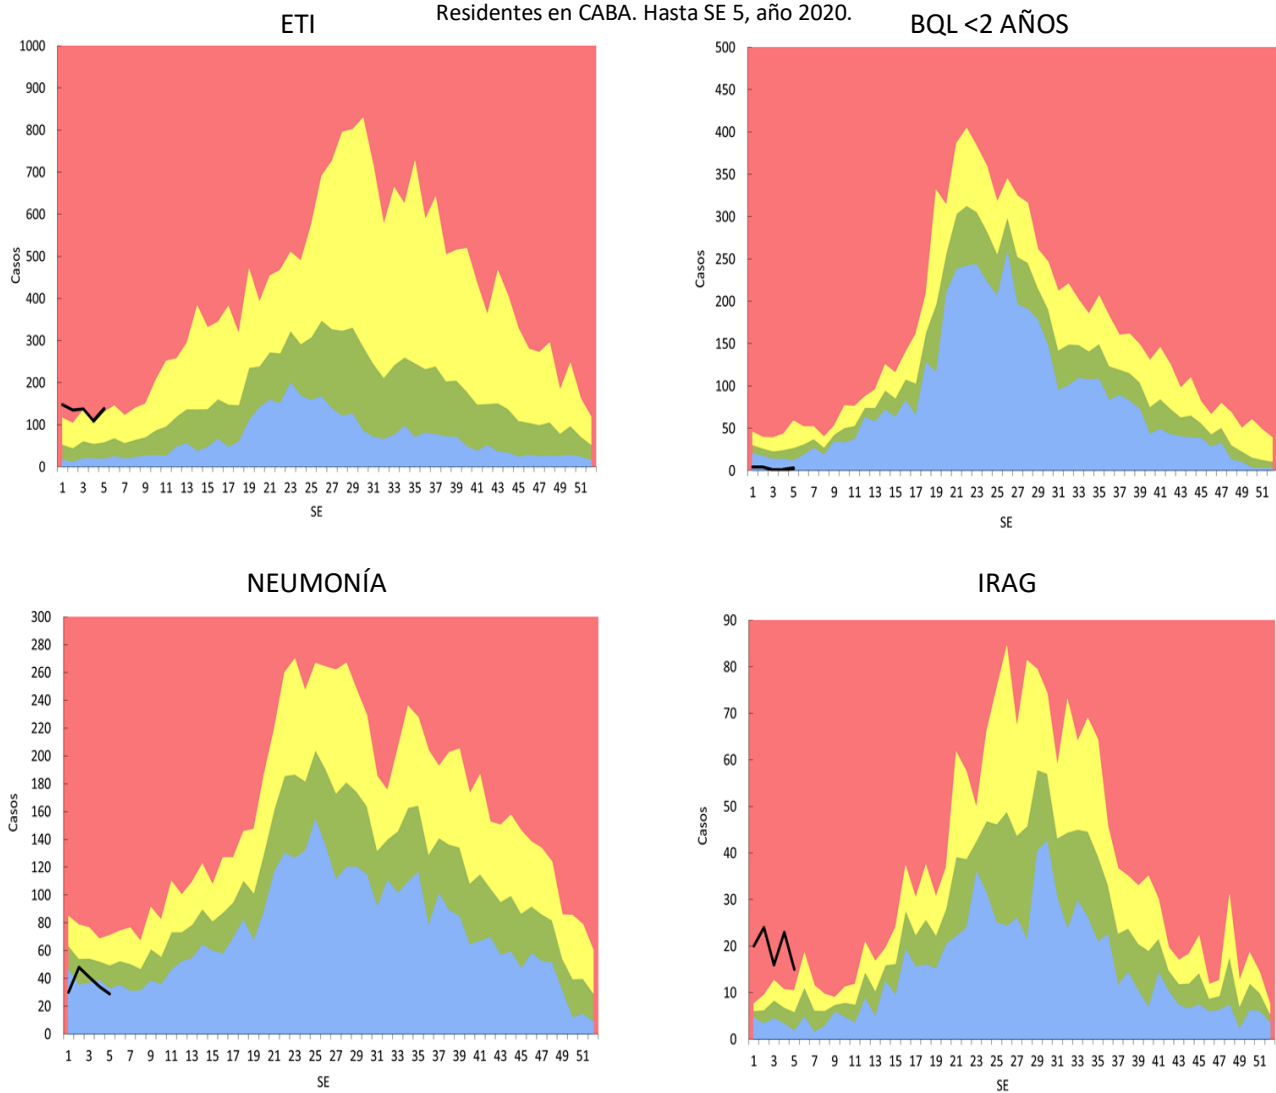 Residentes en CABA. Hasta SE 5, año 2020.
ETI
1000
900
800
700
600
500
400
300
200
100
0
Casos
1 3 5 7 9 11 13 15 17 19 21 23 25 27 29 31 33 35 37 39 41 43 45 47 49 51
SE
BQL <2 AÑOS
500
450
400
350
300
250
200
150
100
50
0
Casos
1 3 5 7 9 11 13 15 17 19 21 23 25 27 29 31 33 35 37 39 41 43 45 47 49 51
SE
NEUMONÍA
300
280
260
240
220
200
180
160
140
120
100
80
60
40
20
0
Casos
1 3 5 7 9 11 13 15 17 19 21 23 25 27 29 31 33 35 37 39 41 43 45 47 49 51
SE
IRAG
90
80
70
60
50
40
30
20
10
0
Casos
1 3 5 7 9 11 13 15 17 19 21 23 25 27 29 31 33 35 37 39 41 43 45 47 49 51
SE